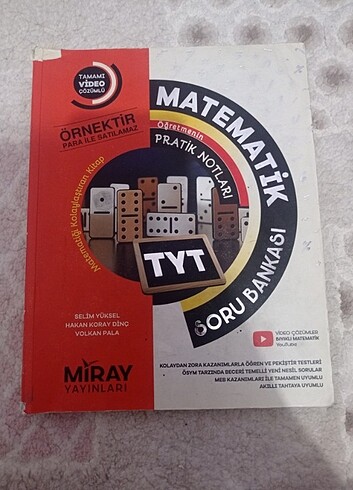 TAMAMI
VİDEO
ÇÖZÜMLÜ
ÖRNEKTİR
PARA İLE SATILAMAZ
MATEMATİK
SORU BANKASI
Öğretmenin
PRATİK NOTLARI
Matematiği Kolaylaştıran Kitap
TYT
SELİM YÜKSEL
HAKAN KORAY DİNÇ
VOLKAN PALA
MİRAY
YAYINLARI
VİDEO ÇÖZÜMLER
BIYIKLI MATEMATİK
YouTube
KOLAYDAN ZORA KAZANIMLARLA ÖĞREN VE PEKİŞTİR TESTLERİ
ÖSYM TARZINDA BECERİ TEMELLİ YENİ NESİL SORULAR
MEB KAZANIMLARI İLE TAMAMEN UYUMLU
AKILLI TAHTAYA UYUMLU